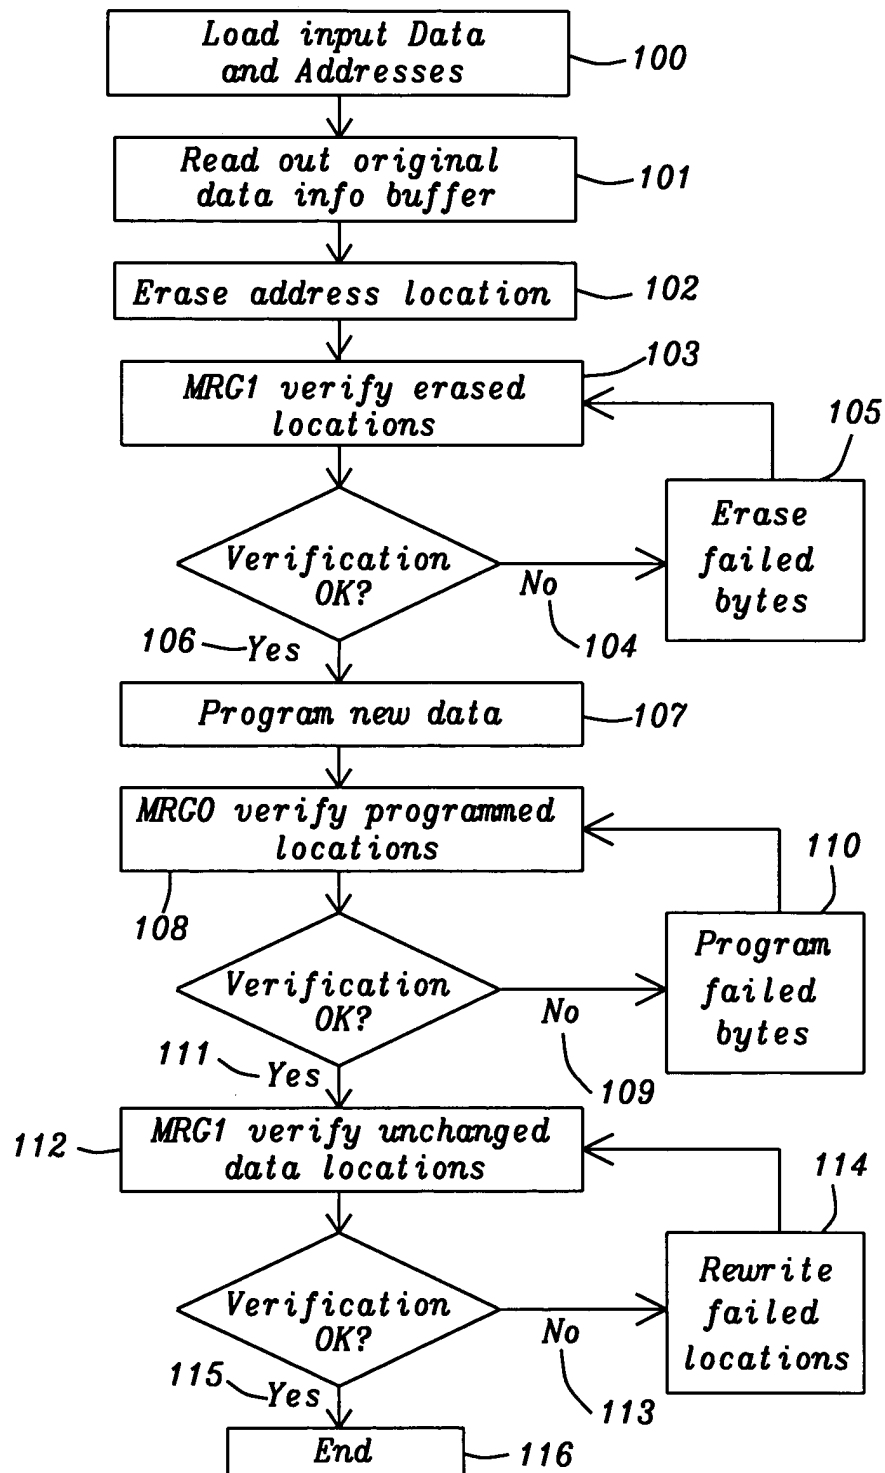 Load input Data
and Addresses
100
Read out original
data info buffer
101
Erase address location
102
103
MRG1 verify erased
locations
105
Erase
failed
bytes
Verification
OK?
No
104
106
Yes
Program new data
107
MRG0 verify programmed
locations
108
110
Program
failed
bytes
Verification
OK?
No
109
111
Yes
112
MRG1 verify unchanged
data locations
114
Rewrite
failed
locations
Verification
OK?
No
113
115
Yes
End
116